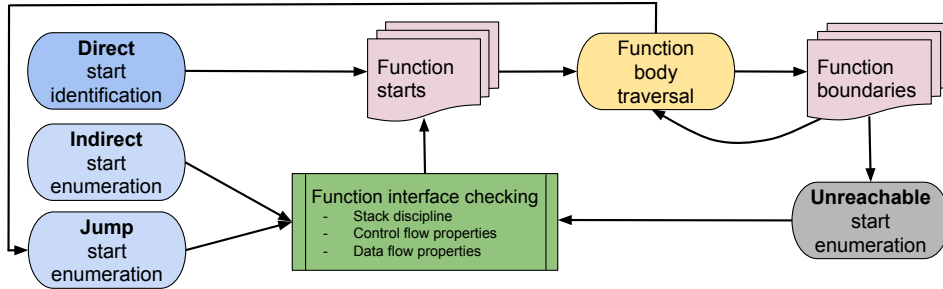 Direct
start
identification
Function
starts
Function
body
traversal
Function
boundaries
Indirect
start
enumeration
Jump
start
enumeration
Function interface checking
- Stack discipline
- Control flow properties
- Data flow properties
Unreachable
start
enumeration